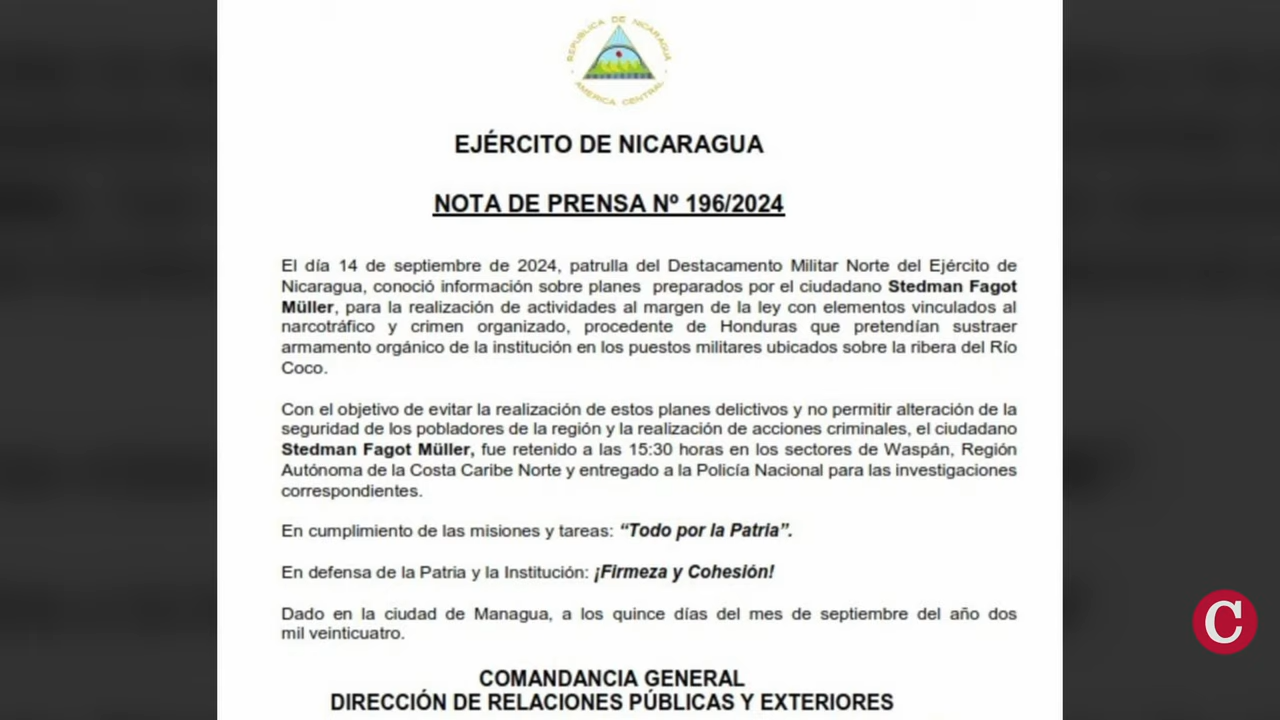 REPÚBLICA DE NICARAGUA
AMERICA CENTRAL
EJÉRCITO DE NICARAGUA
NOTA DE PRENSA Nº 196/2024
El día 14 de septiembre de 2024, patrulla del Destacamento Militar Norte del Ejército de
Nicaragua, conoció información sobre planes preparados por el ciudadano Stedman Fagot
Müller, para la realización de actividades al margen de la ley con elementos vinculados al
narcotráfico y crimen organizado, procedente de Honduras que pretendían sustraer
armamento orgánico de la institución en los puestos militares ubicados sobre la ribera del Río
Coco.
Con el objetivo de evitar la realización de estos planes delictivos y no permitir alteración de la
seguridad de los pobladores de la región y la realización de acciones criminales, el ciudadano
Stedman Fagot Müller, fue retenido a las 15:30 horas en los sectores de Waspán, Región
Autónoma de la Costa Caribe Norte y entregado a la Policía Nacional para las investigaciones
correspondientes.
En cumplimiento de las misiones y tareas: “Todo por la Patria”.
En defensa de la Patria y la Institución: ¡Firmeza y Cohesión!
Dado en la ciudad de Managua, a los quince días del mes de septiembre del año dos
mil veinticuatro.
COMANDANCIA GENERAL
DIRECCIÓN DE RELACIONES PÚBLICAS Y EXTERIORES
C